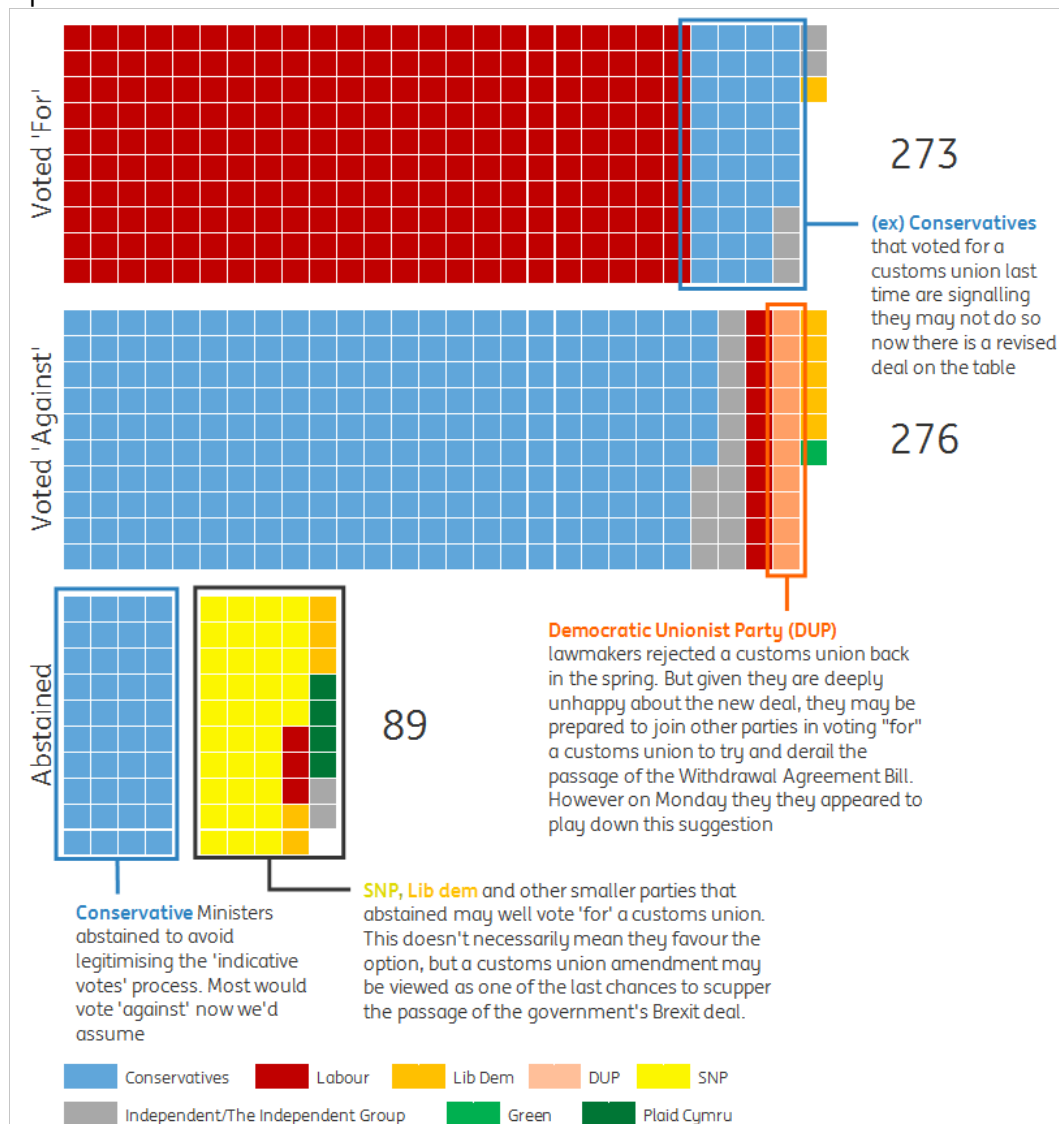 Voted 'For'
273
(ex) Conservatives
that voted for a
customs union last
time are signalling
they may not do so
now there is a revised
deal on the table
Voted 'Against'
276
Democratic Unionist Party (DUP)
lawmakers rejected a customs union back
in the spring. But given they are deeply
unhappy about the new deal, they may be
prepared to join other parties in voting "for"
a customs union to try and derail the
passage of the Withdrawal Agreement Bill.
However on Monday they they appeared to
play down this suggestion
Abstained
89
Conservative Ministers
abstained to avoid
legitimising the 'indicative
votes' process. Most would
vote 'against' now we'd
assume
SNP, Lib dem and other smaller parties that
abstained may well vote 'for' a customs union.
This doesn't necessarily mean they favour the
option, but a customs union amendment may
be viewed as one of the last chances to scupper
the passage of the government's Brexit deal.
Conservatives Labour Lib Dem DUP SNP
Independent/The Independent Group Green Plaid Cymru